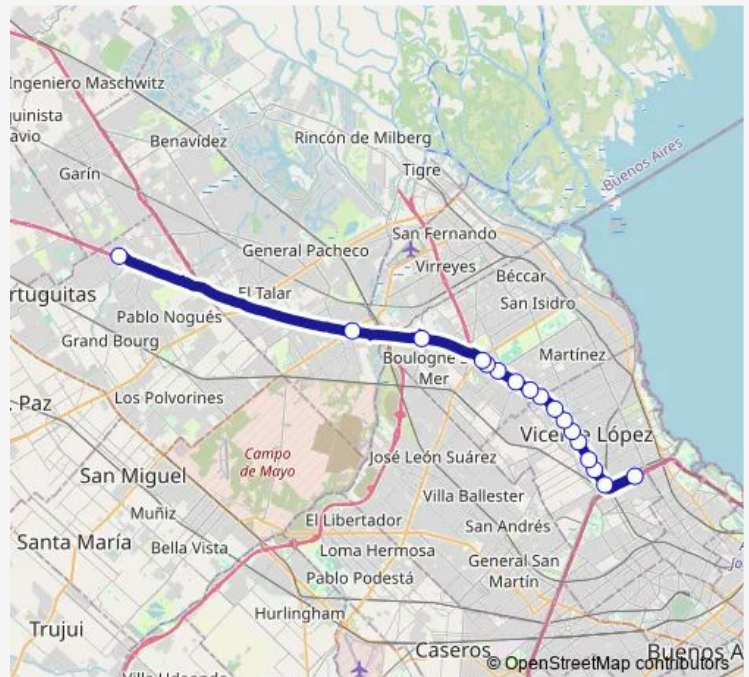 Ingeniero Maschwitz
quinista
avio
Benavídez
Rincón de Milberg
Garín
Tigre
Buenos Aires
San Fernando
General Pacheco
Virreyes
Béccar
rtuguitas
El Talar
San Isidro
Pablo Nogués
Grand Bourg
Boulogne S
Mer
Martínez
. Paz
Los Polvorines
Vicente López
Campo
de Mayo
José León Suárez
San Miguel
Villa Ballester
Muñiz
El Libertador
San Andrés
Santa María
Bella Vista
Loma Hermosa
General San
Martín
Pablo Podestá
Hurlingham
Trujui
Caseros
Buenos A
© OpenStreetMap contributors